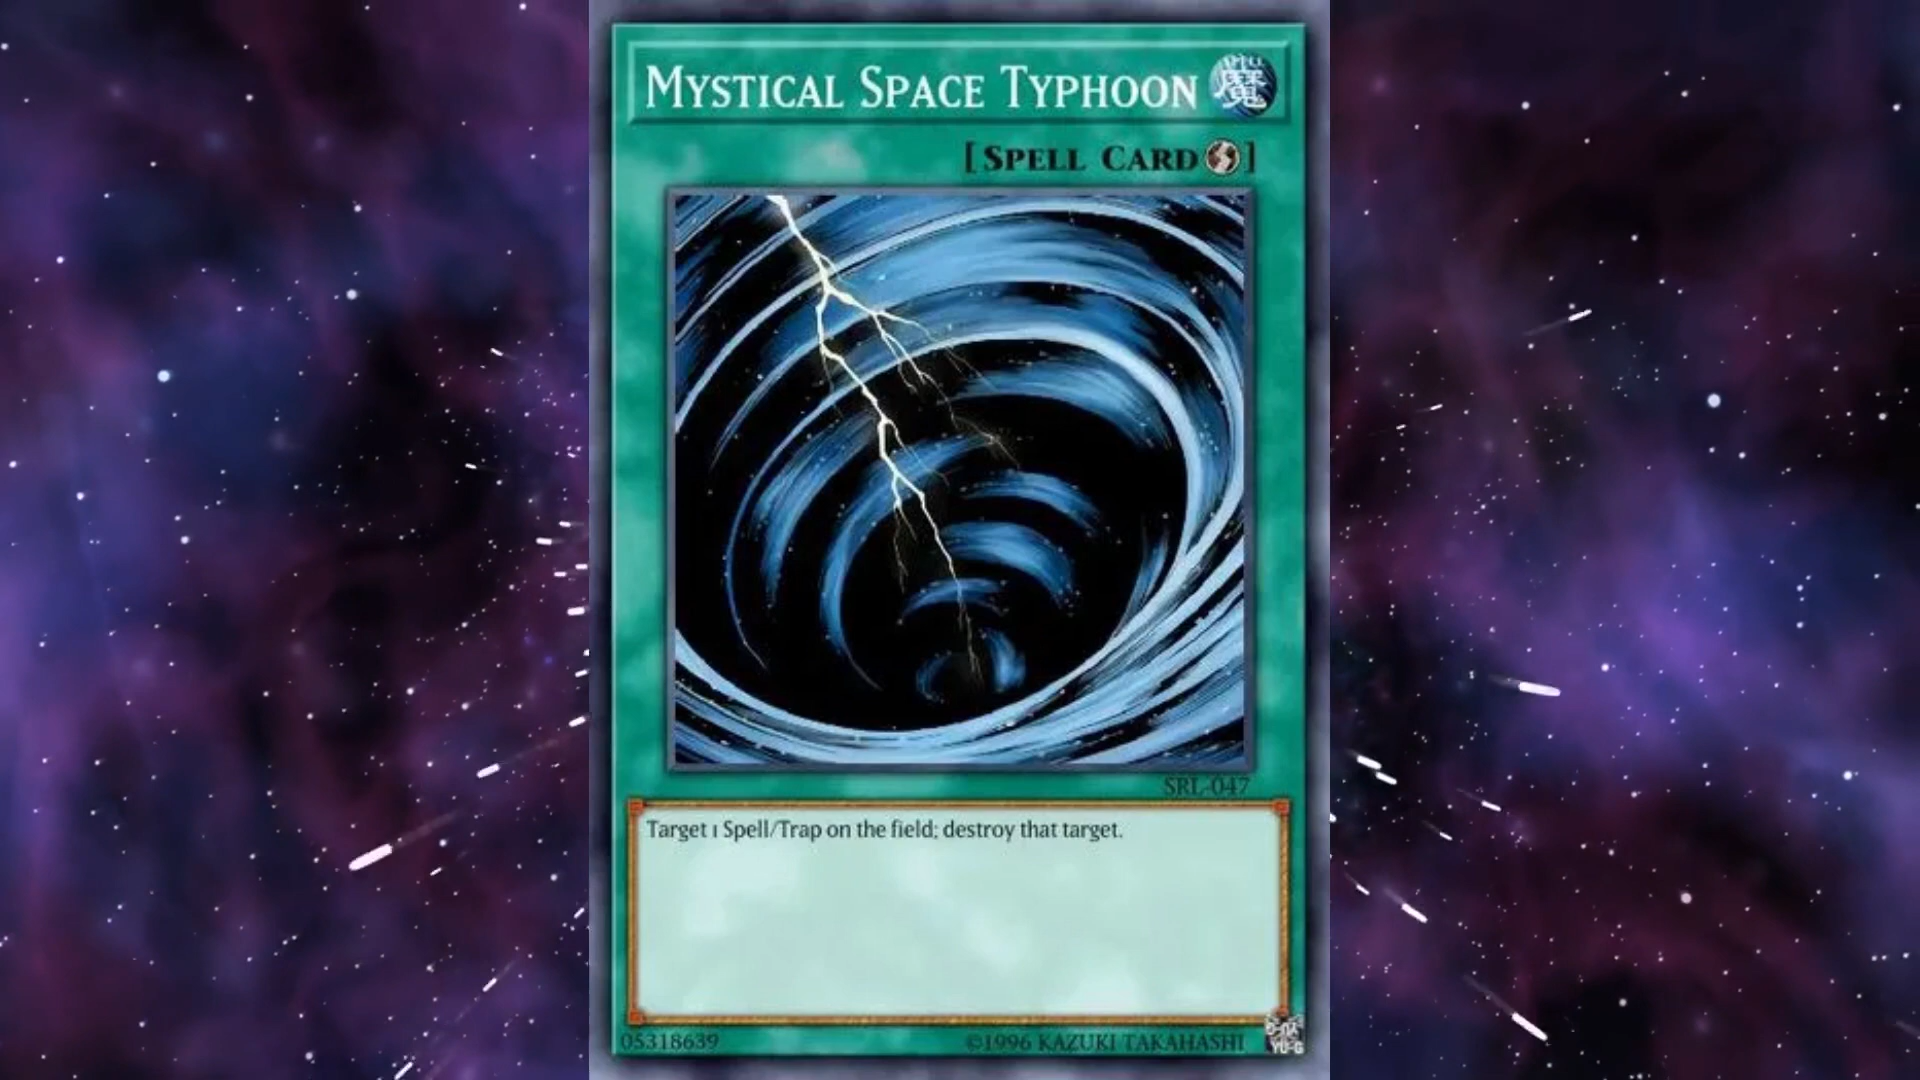 MYSTICAL SPACE TYPHOON 魔
[SPELL CARD]
SRL-047
Target 1 Spell/Trap on the field; destroy that target.
05318639
©1996 KAZUKI TAKAHASHI